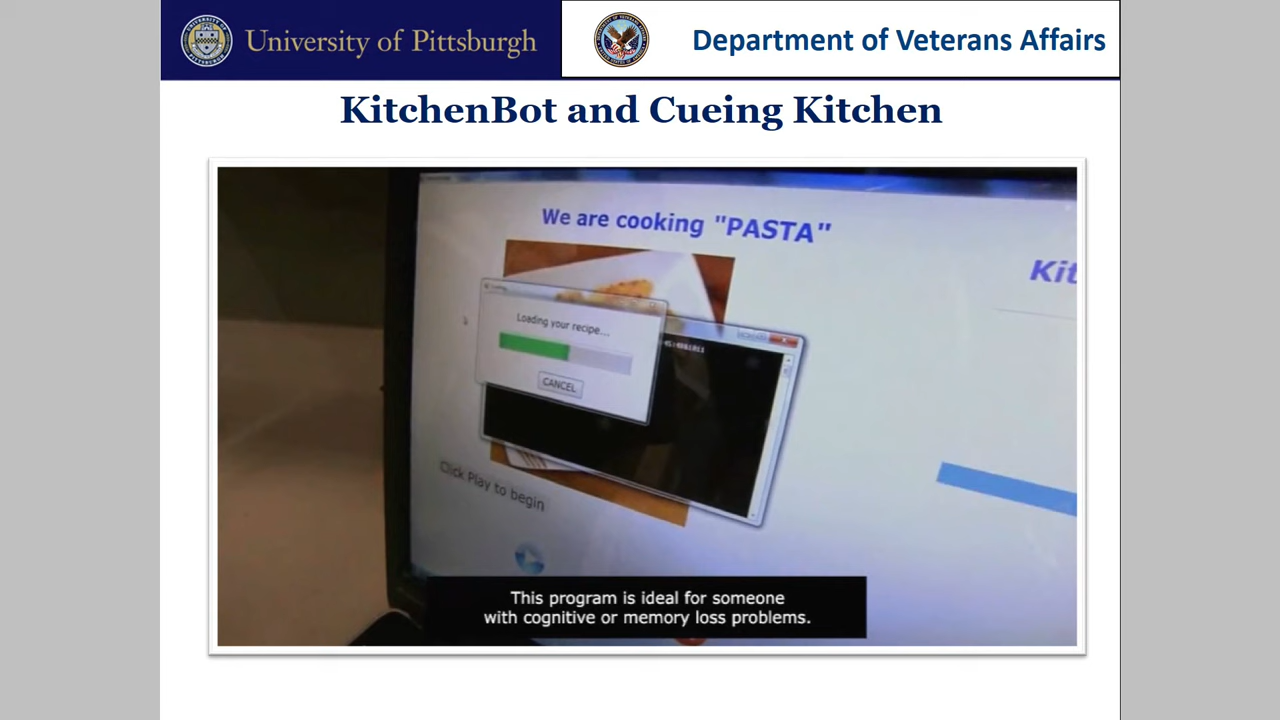 University of Pittsburgh
Department of Veterans Affairs
KitchenBot and Cueing Kitchen
We are cooking "PASTA"
Kit
Loading your recipe...
CANCEL
Click Play to begin
This program is ideal for someone
with cognitive or memory loss problems.